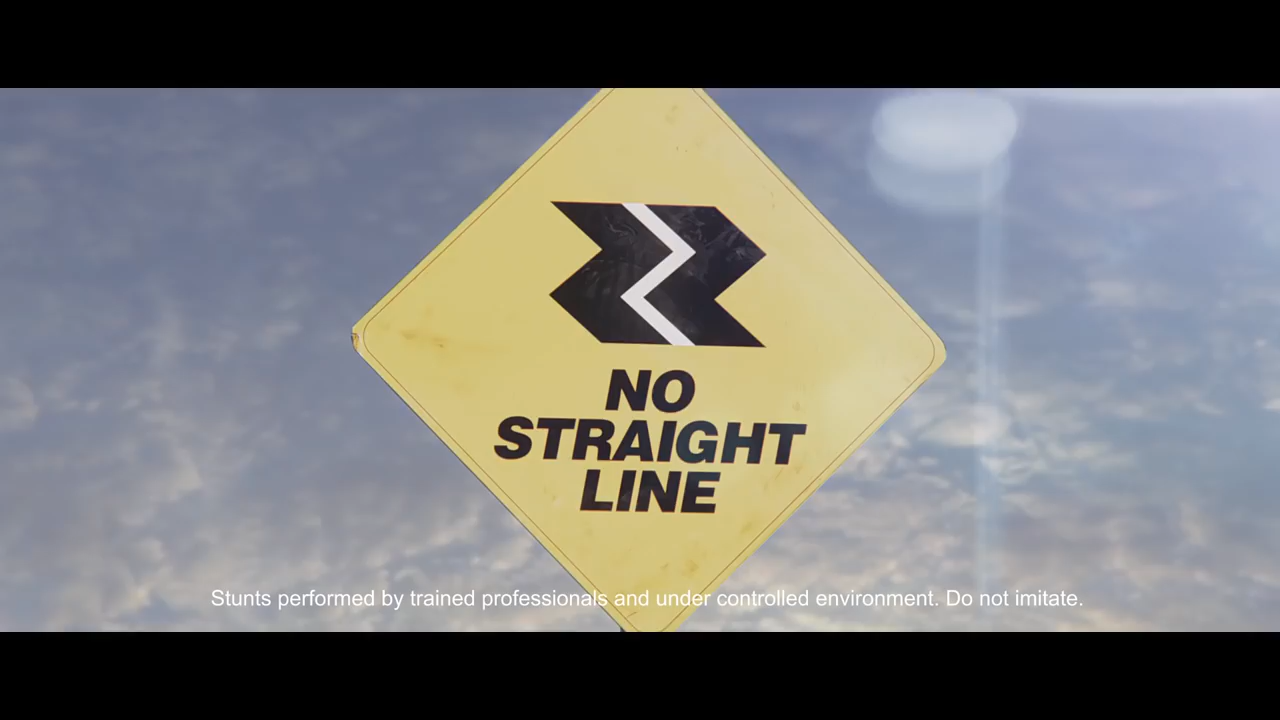 NO
STRAIGHT
LINE
Stunts performed by trained professionals and under controlled environment. Do not imitate.